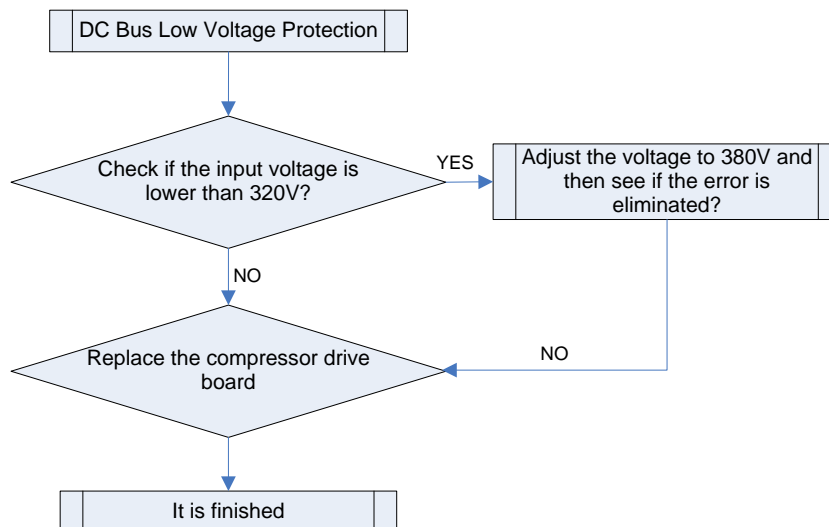 DC Bus Low Voltage Protection
Check if the input voltage is
lower than 320V?
YES
Adjust the voltage to 380V and
then see if the error is
eliminated?
NO
NO
Replace the compressor drive
board
It is finished